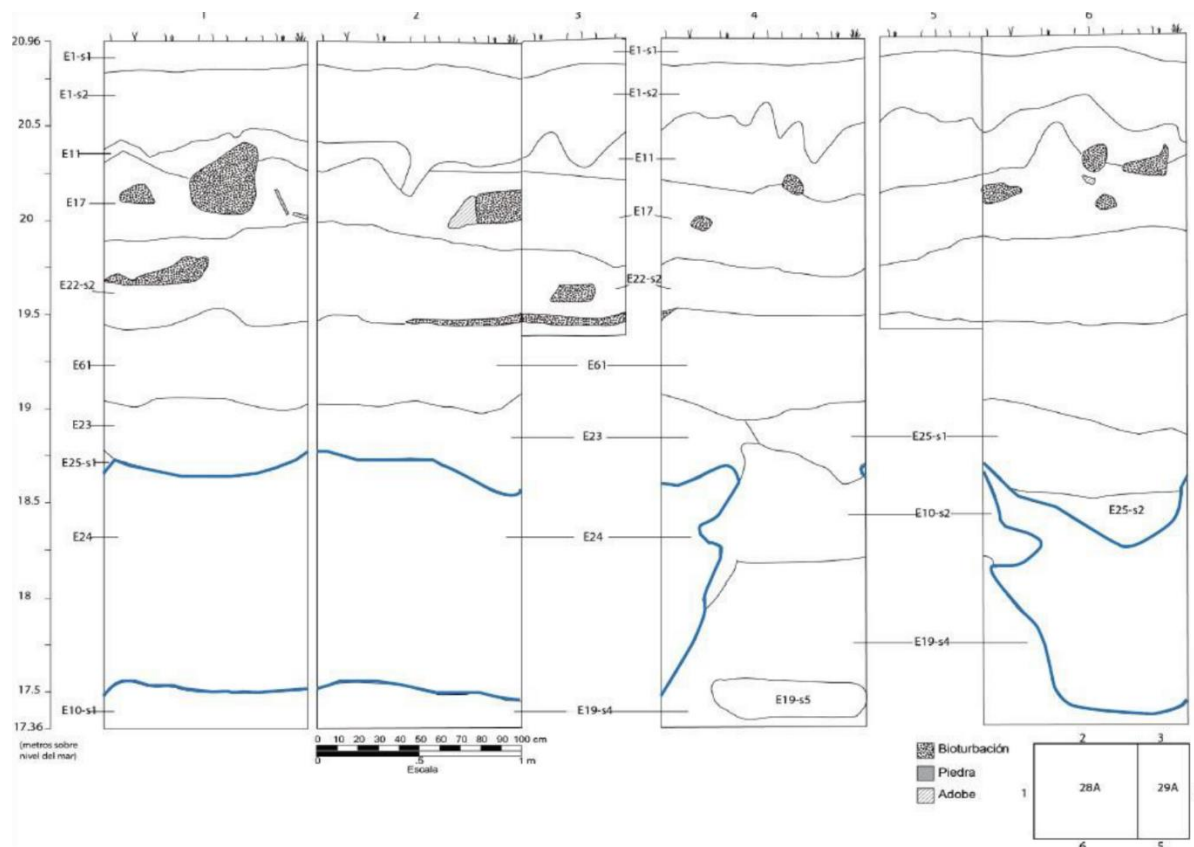 1 2 3 4 5 6
20.96
E1-s1 E1-s1
E1-s2 E1-s2
20.5
E11 E11
E17 E17
20
E22-s2 E22-s2
19.5
E61 E61
19
E23 E23 E25-s1
E25-s1
18.5
E10-s2 E25-s2
E24 E24
18
E19-s4
17.5
E19-s5
E10-s1 E19-s4
17.36
(metros sobre
nivel del mar)
0 10 20 30 40 50 60 70 80 90 100 cm
0 .5 1 m
Escala
Bioturbación
Piedra
Adobe
2 3
1 28A 29A
6 5